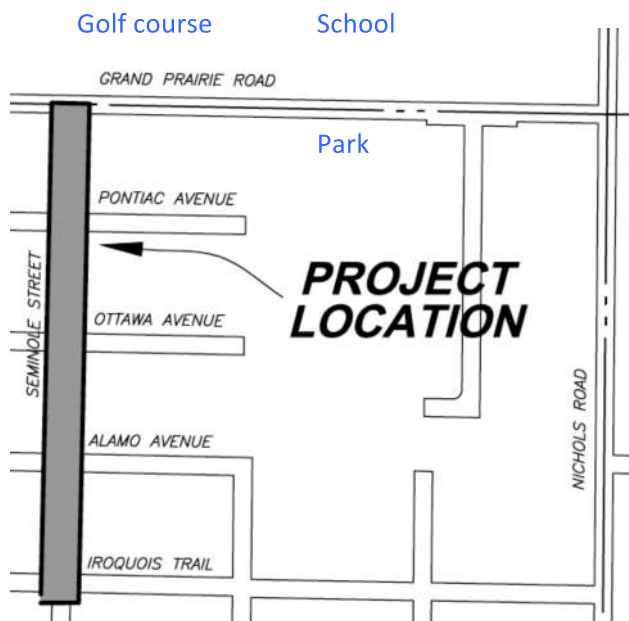 Golf course
School
GRAND PRAIRIE ROAD
Park
PONTIAC AVENUE
SEMINOLE STREET
PROJECT
LOCATION
OTTAWA AVENUE
NICHOLS ROAD
ALAMO AVENUE
IROQUOIS TRAIL